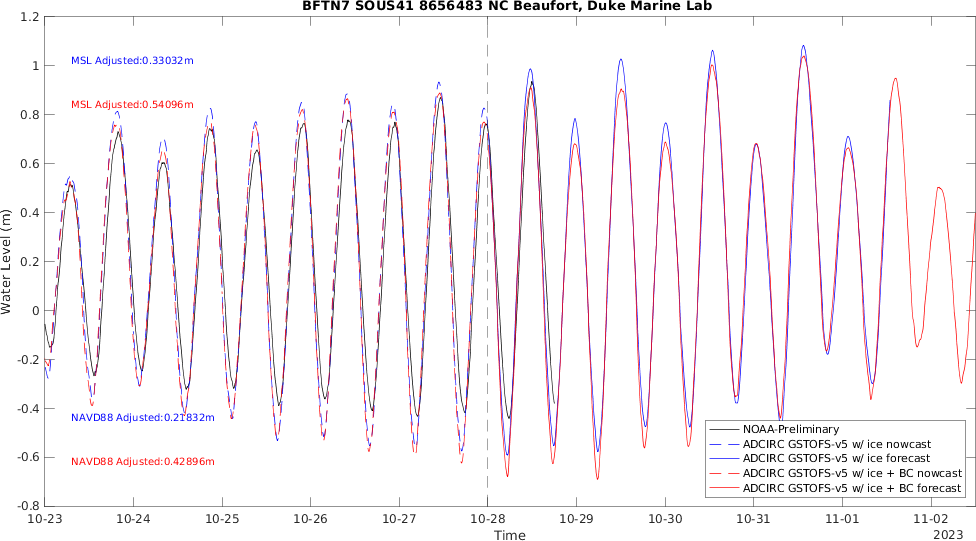 BFTN7 SOUS41 8656483 NC Beaufort, Duke Marine Lab
1.2
1
0.8
0.6
0.4
0.2
0
-0.2
-0.4
-0.6
-0.8
Water Level (m)
MSL Adjusted:0.33032m
MSL Adjusted:0.54096m
NAVD88 Adjusted:0.21832m
NAVD88 Adjusted:0.42896m
NOAA-Preliminary
ADCIRC GSTOFS-v5 w/ ice nowcast
ADCIRC GSTOFS-v5 w/ ice forecast
ADCIRC GSTOFS-v5 w/ ice + BC nowcast
ADCIRC GSTOFS-v5 w/ ice + BC forecast
10-23 10-24 10-25 10-26 10-27 10-28 10-29 10-30 10-31 11-01 11-02
Time
2023